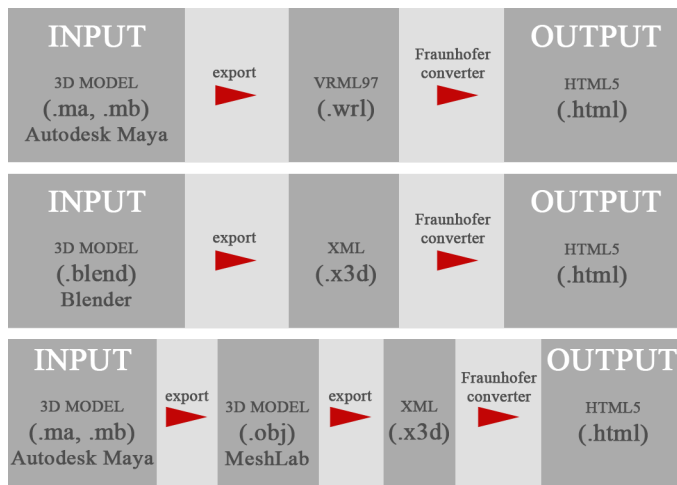 INPUT
3D MODEL
(.ma, .mb)
Autodesk Maya
export
VRML97
(.wrl)
Fraunhofer
converter
OUTPUT
HTML5
(.html)
INPUT
3D MODEL
(.blend)
Blender
export
XML
(.x3d)
Fraunhofer
converter
OUTPUT
HTML5
(.html)
INPUT
3D MODEL
(.ma, .mb)
Autodesk Maya
export
3D MODEL
(.obj)
MeshLab
export
XML
(.x3d)
Fraunhofer
converter
OUTPUT
HTML5
(.html)